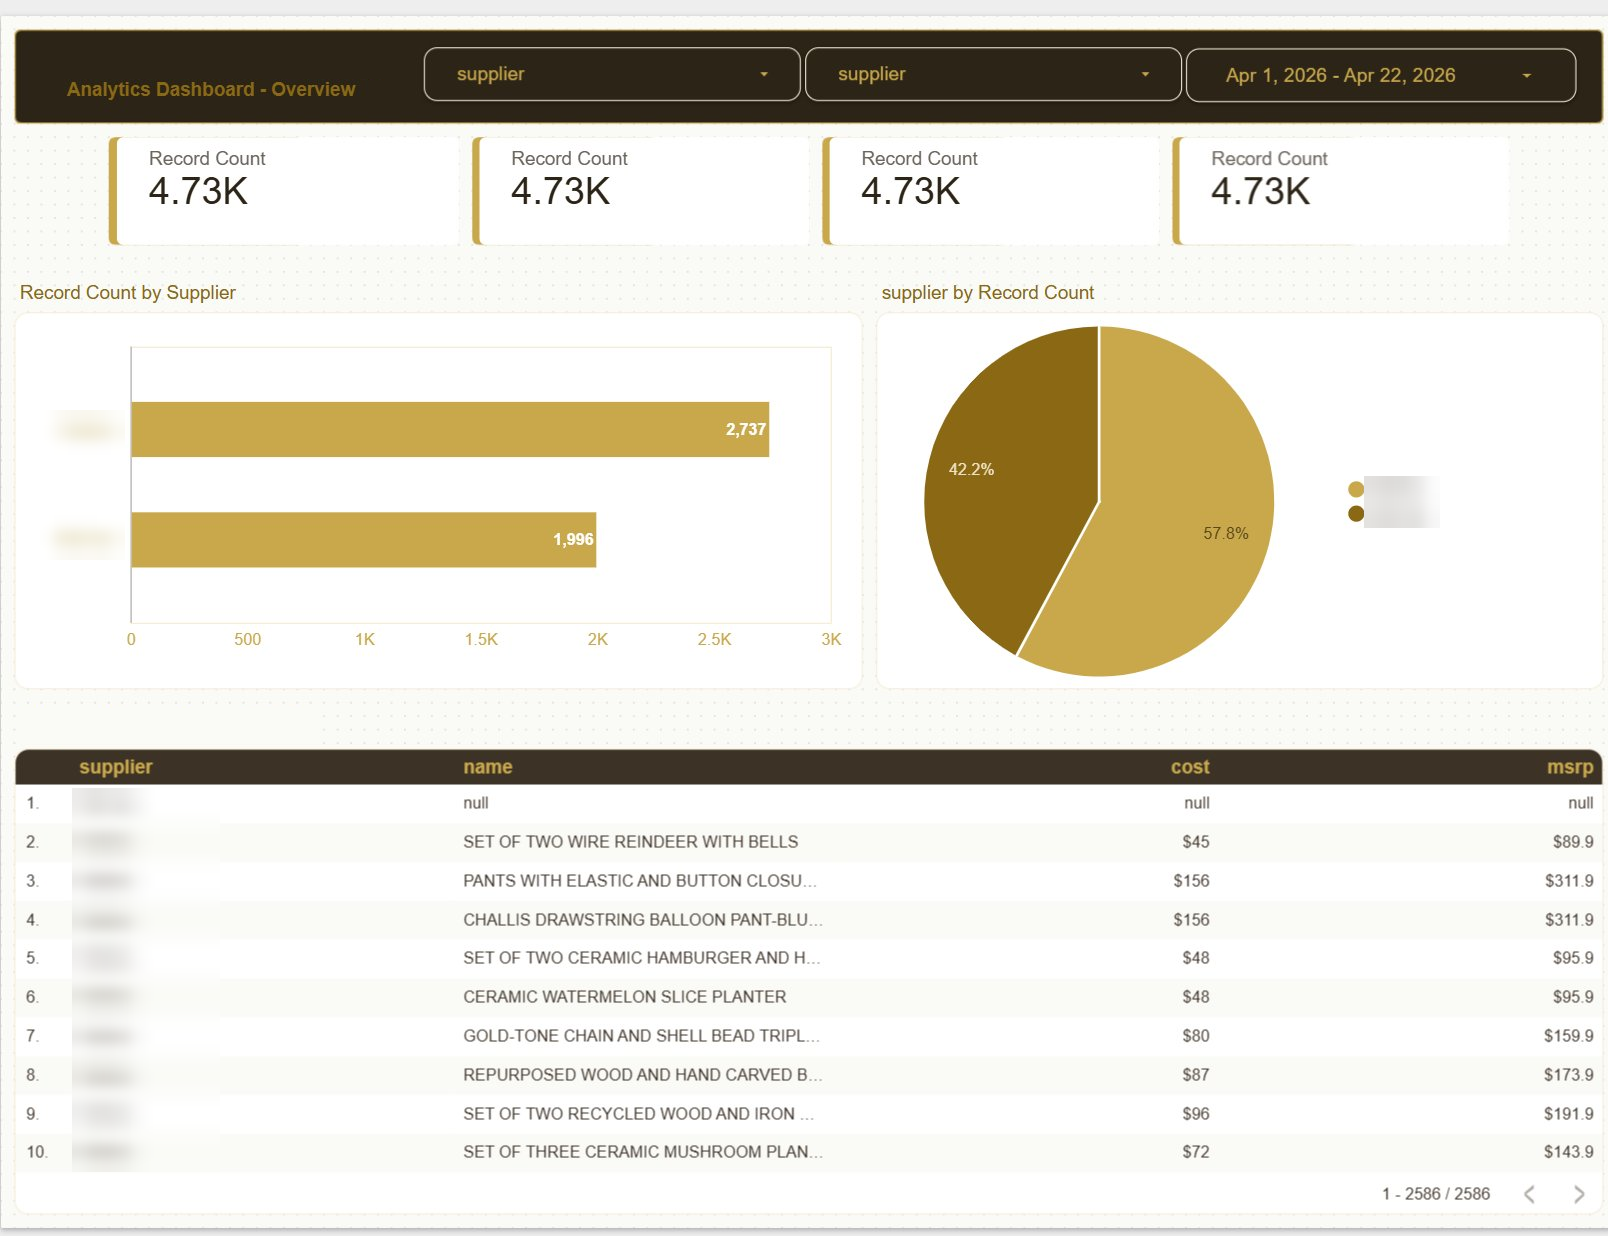 Analytics Dashboard - Overview
supplier
supplier
Apr 1, 2026 - Apr 22, 2026
Record Count
4.73K
Record Count
4.73K
Record Count
4.73K
Record Count
4.73K
Record Count by Supplier
2,737
1,996
0 500 1K 1.5K 2K 2.5K 3K
supplier by Record Count
42.2%
57.8%
supplier name cost msrp
1. null null null
2. SET OF TWO WIRE REINDEER WITH BELLS $45 $89.9
3. PANTS WITH ELASTIC AND BUTTON CLOSU... $156 $311.9
4. CHALLIS DRAWSTRING BALLOON PANT-BLU... $156 $311.9
5. SET OF TWO CERAMIC HAMBURGER AND H... $48 $95.9
6. CERAMIC WATERMELON SLICE PLANTER $48 $95.9
7. GOLD-TONE CHAIN AND SHELL BEAD TRIPL... $80 $159.9
8. REPURPOSED WOOD AND HAND CARVED B... $87 $173.9
9. SET OF TWO RECYCLED WOOD AND IRON ... $96 $191.9
10. SET OF THREE CERAMIC MUSHROOM PLAN... $72 $143.9
1 - 2586 / 2586